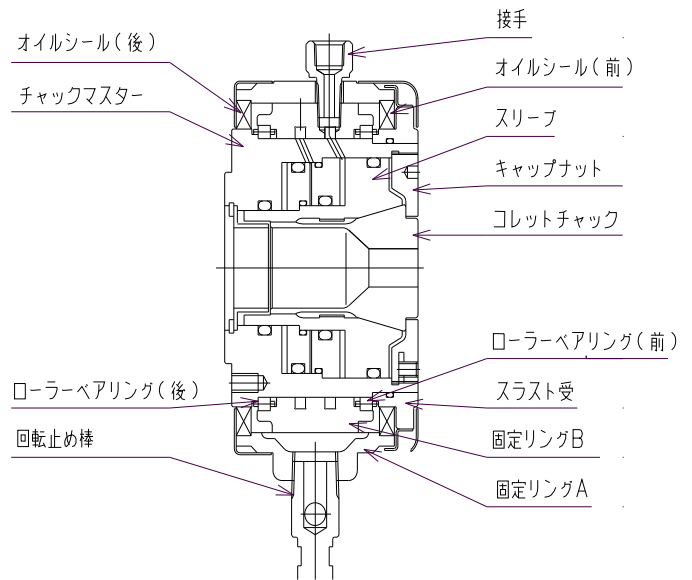 接手
オイルシール(後)
オイルシール(前)
チャックマスター
スリーブ
キャップナット
コレットチャック
ローラーベアリング(前)
ローラーベアリング(後)
スラスト受
回転止め棒
固定リングB
固定リングA